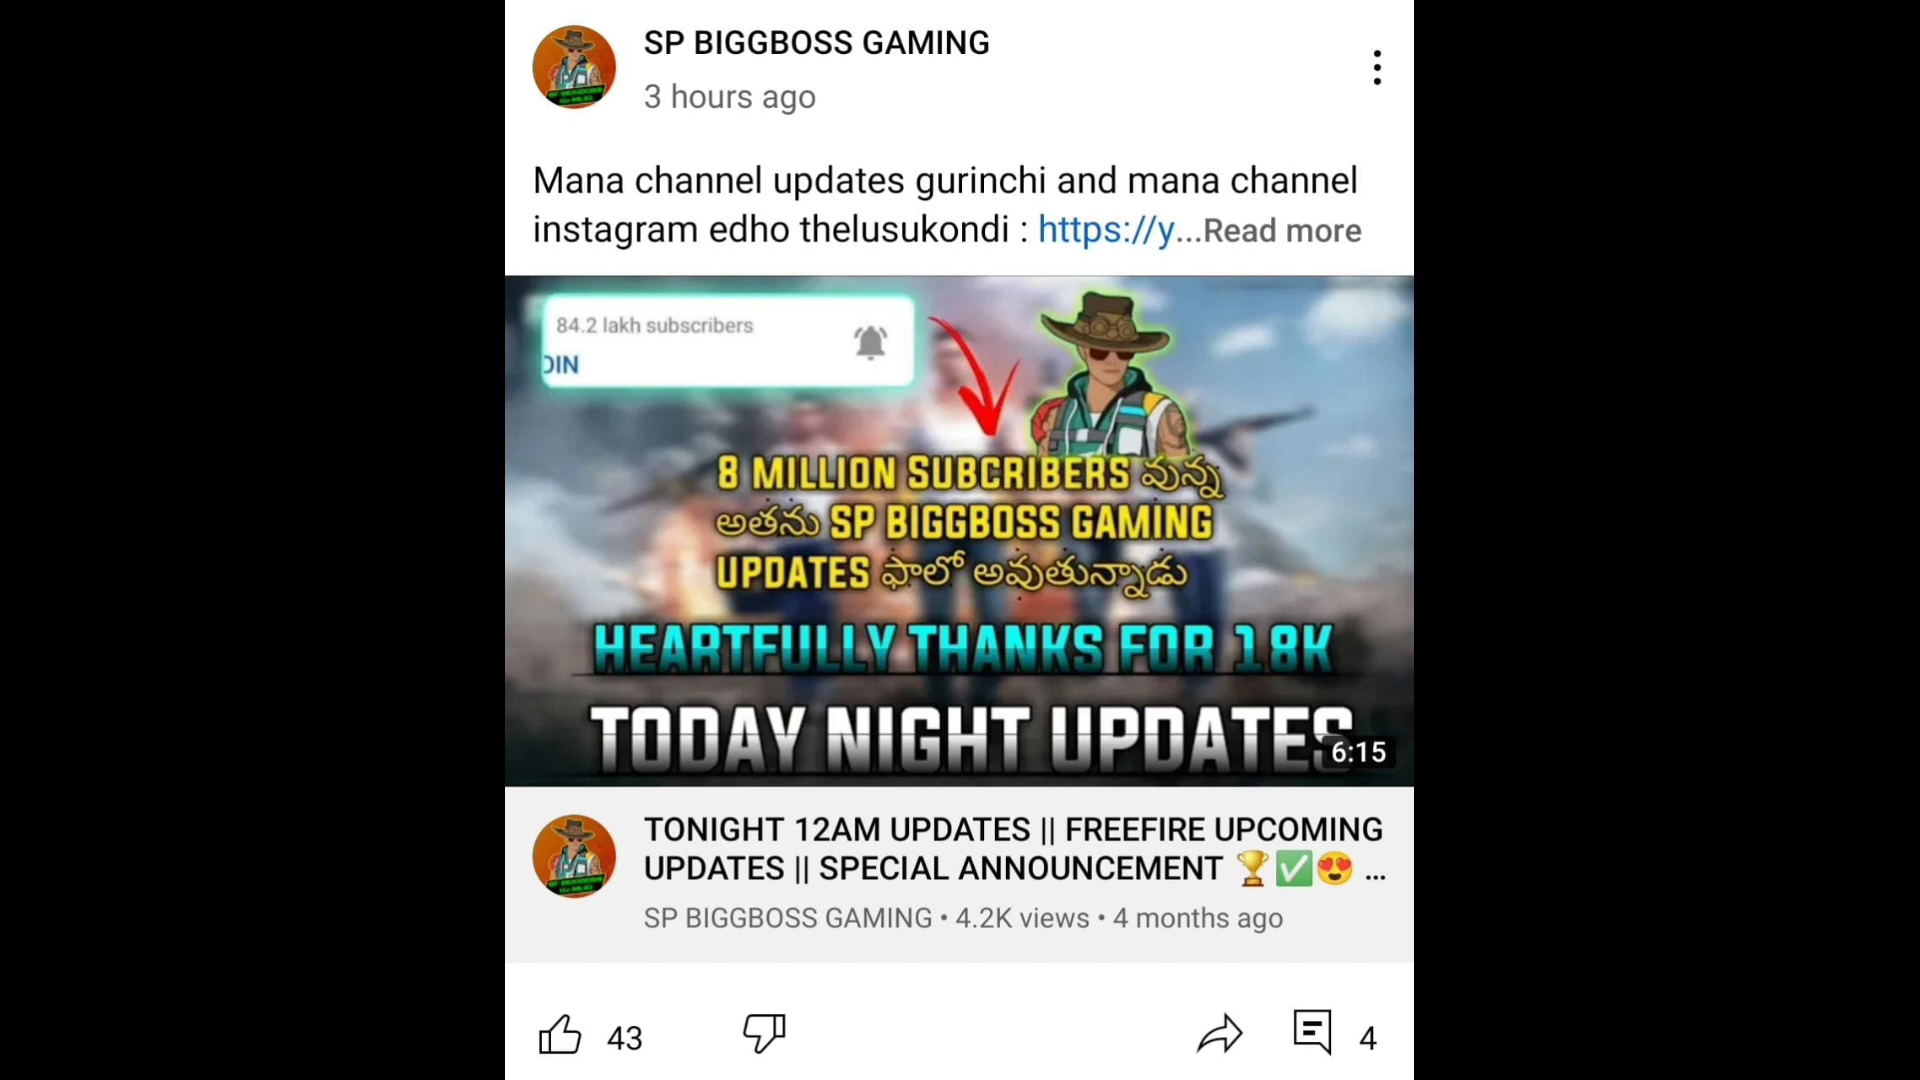 SP BIGGBOSS GAMING
3 hours ago
Mana channel updates gurinchi and mana channel
instagram edho thelusukondi : https://y...Read more
84.2 lakh subscribers
OIN
8 MILLION SUBCRIBERS వున్న
అతను SP BIGGBOSS GAMING
UPDATES ఫాలో అవుతున్నాడు
HEARTFULLY THANKS FOR 18K
TODAY NIGHT UPDATES
6:15
TONIGHT 12AM UPDATES || FREEFIRE UPCOMING
UPDATES || SPECIAL ANNOUNCEMENT 🏆✅😍 ...
SP BIGGBOSS GAMING • 4.2K views • 4 months ago
43
4